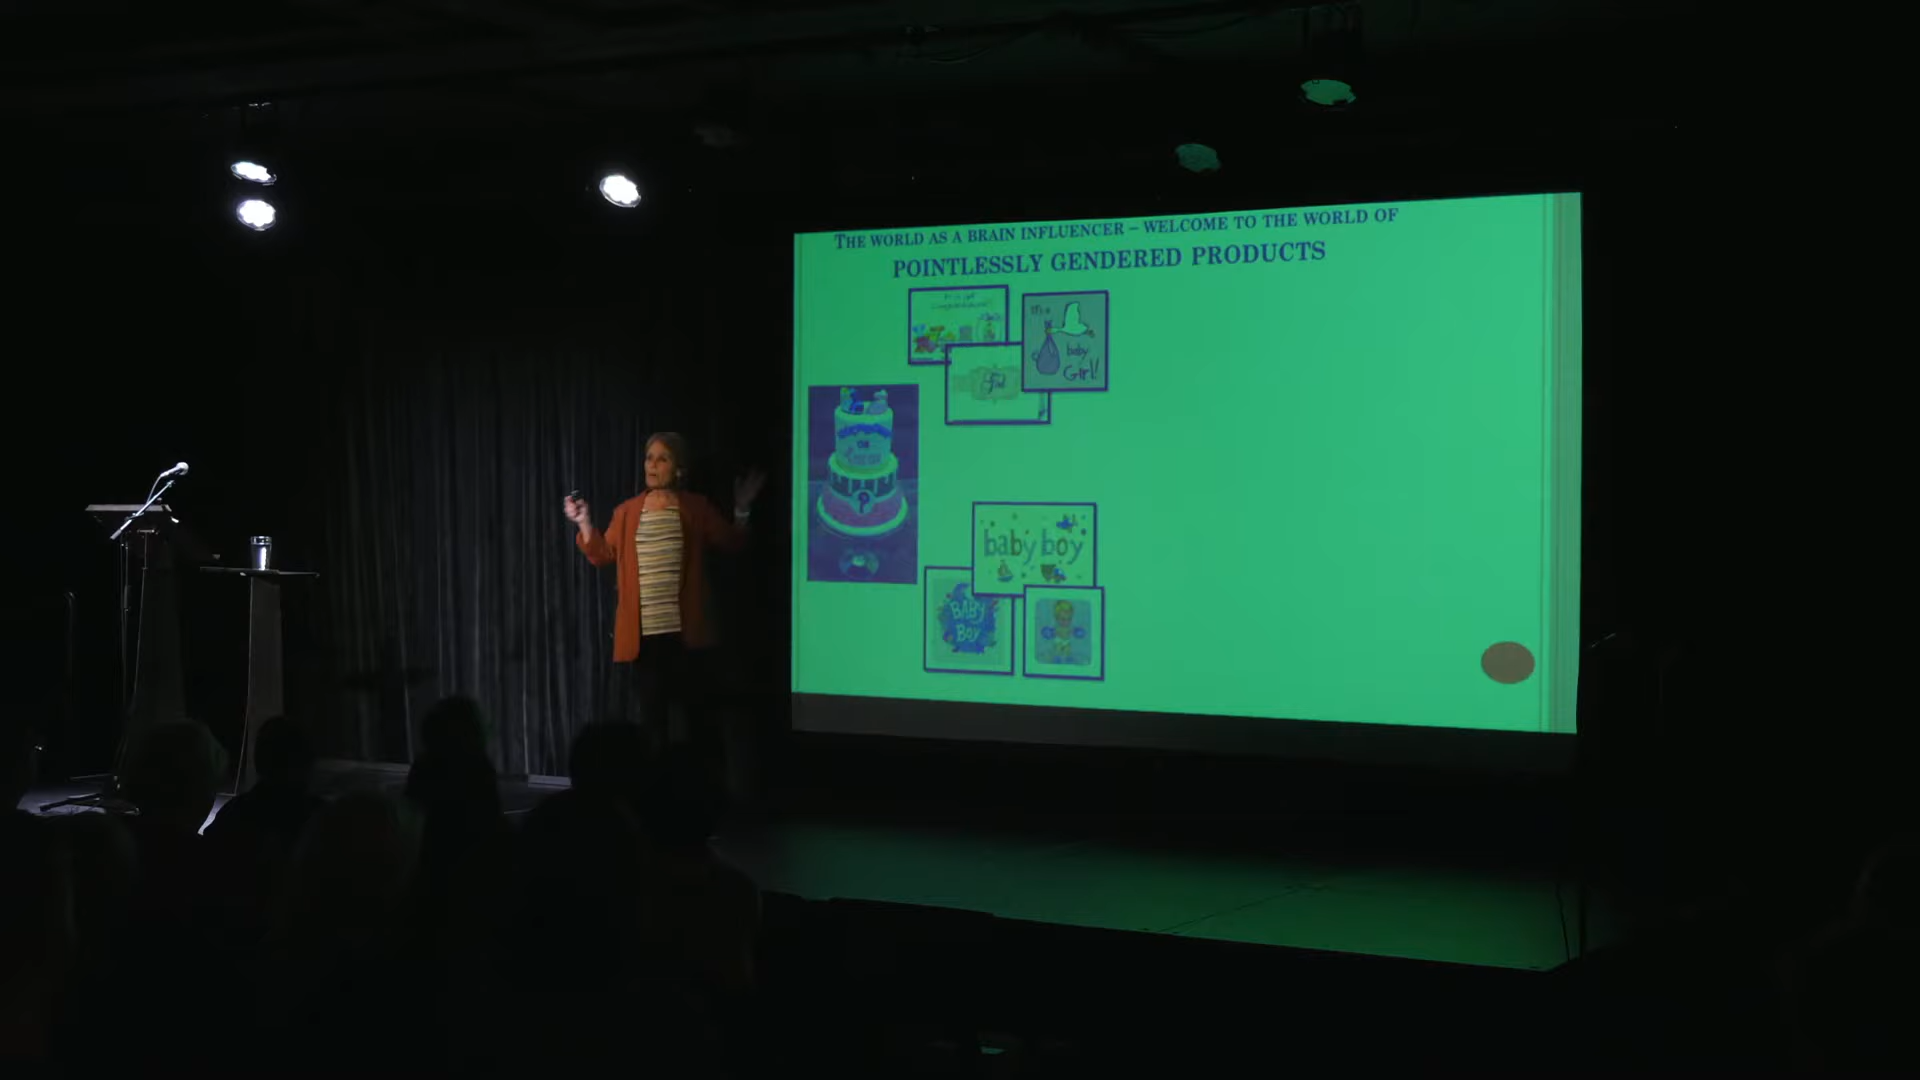 THE WORLD AS A BRAIN INFLUENCER – WELCOME TO THE WORLD OF
POINTLESSLY GENDERED PRODUCTS
It's a
baby
Girl!
OR
?
baby boy
BABY
BOY